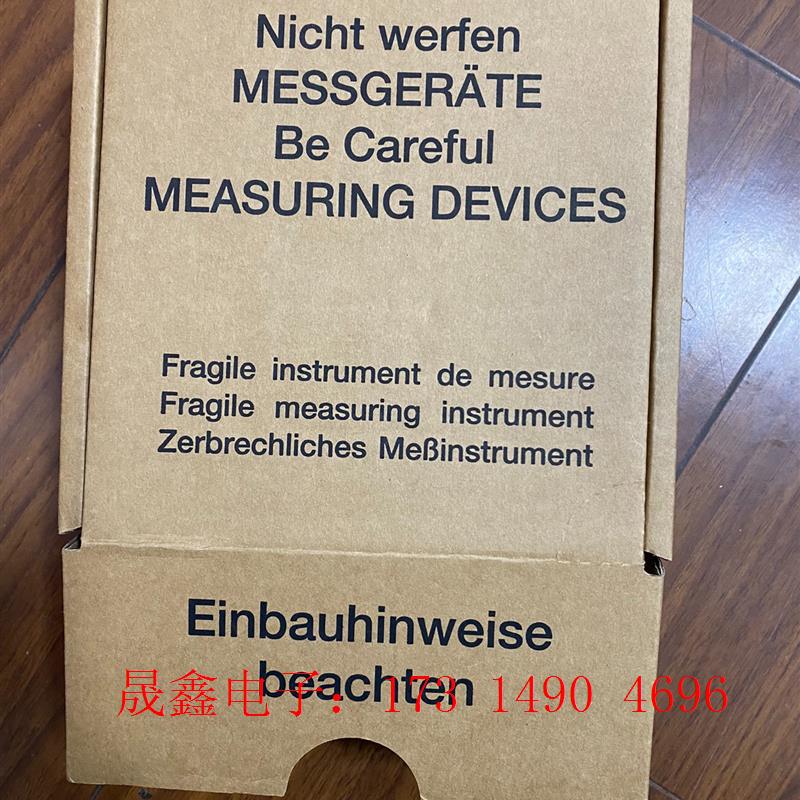 Nicht werfen
MESSGERÄTE
Be Careful
MEASURING DEVICES
Fragile instrument de mesure
Fragile measuring instrument
Zerbrechliches Meßinstrument
Einbauhinweise
beachten
晟鑫电子：173 1490 4696